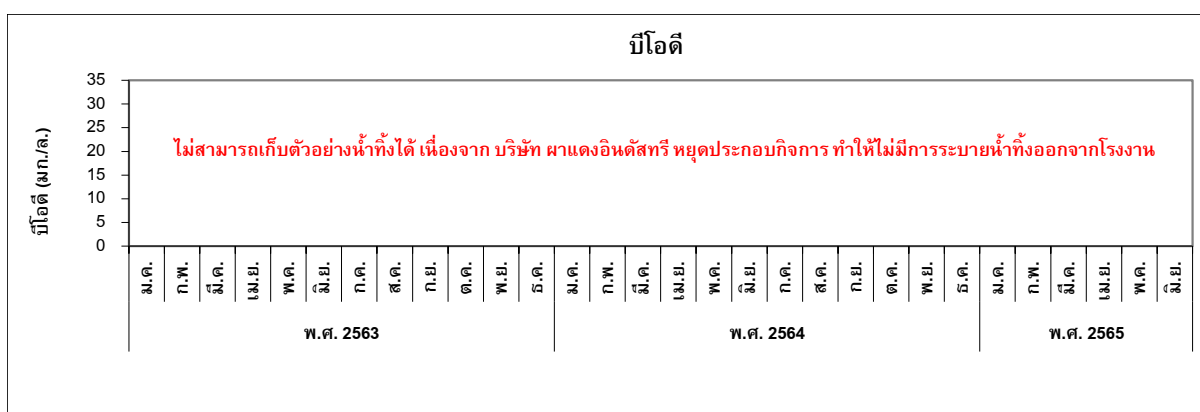 บีโอดี
บีโอดี (มก./ล.)
35
30
25
20
15
10
5
0
ไม่สามารถเก็บตัวอย่างน้ำทิ้งได้ เนื่องจาก บริษัท ผาแดงอินดัสทรี หยุดประกอบกิจการ ทำให้ไม่มีการระบายน้ำทิ้งออกจากโรงงาน
ม.ค. ก.พ. มี.ค. เม.ย. พ.ค. มิ.ย. ก.ค. ส.ค. ก.ย. ต.ค. พ.ย. ธ.ค. ม.ค. ก.พ. มี.ค. เม.ย. พ.ค. มิ.ย. ก.ค. ส.ค. ก.ย. ต.ค. พ.ย. ธ.ค. ม.ค. ก.พ. มี.ค. เม.ย. พ.ค. มิ.ย.
พ.ศ. 2563 พ.ศ. 2564 พ.ศ. 2565